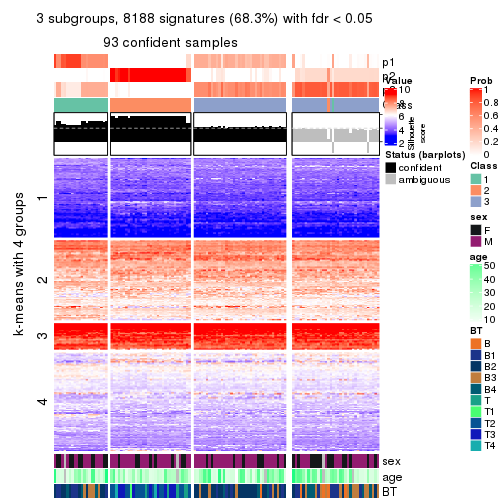 3 subgroups, 8188 signatures (68.3%) with fdr < 0.05
93 confident samples
p1
p2
Class
Value
10
8
6
4
2
Silhouette
score
Status (barplots)
confident
ambiguous
Prob
1
0.8
0.6
0.4
0.2
0
Class
1
2
3
sex
F
M
age
50
40
30
20
10
BT
B
B1
B2
B3
B4
T
T1
T2
T3
T4
k-means with 4 groups
1
2
3
4
sex
age
BT